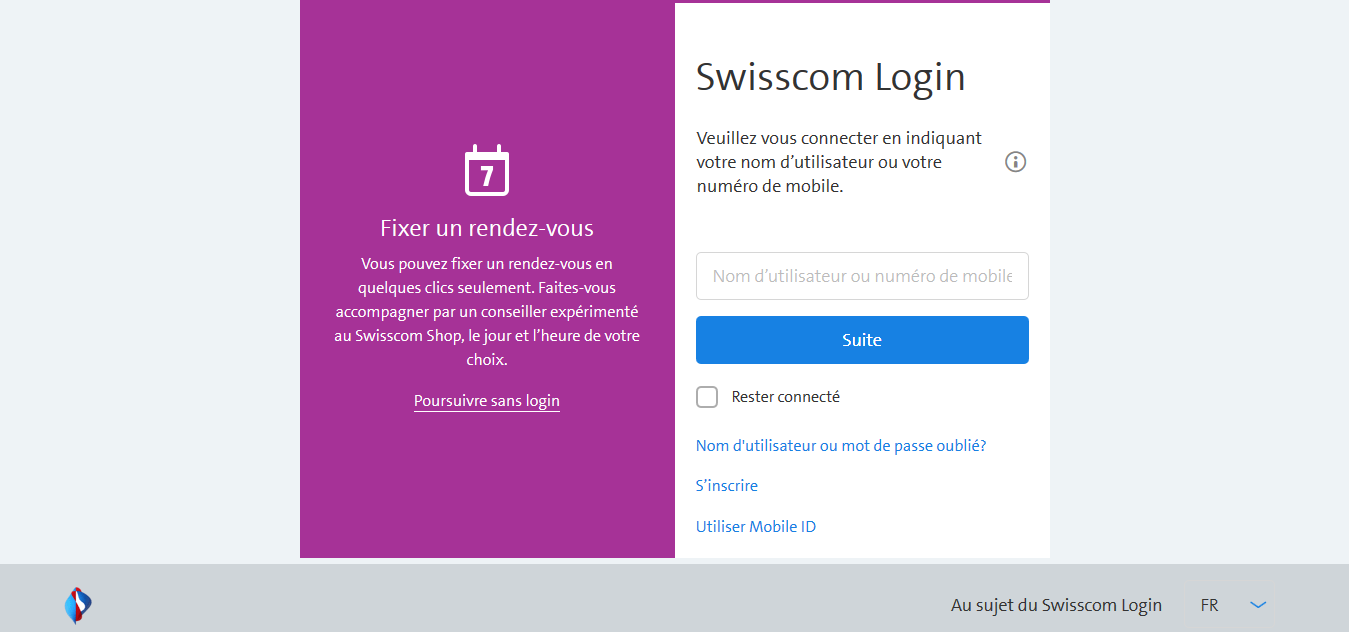 7
Fixer un rendez-vous
Vous pouvez fixer un rendez-vous en
quelques clics seulement. Faites-vous
accompagner par un conseiller expérimenté
au Swisscom Shop, le jour et l’heure de votre
choix.
Poursuivre sans login
Swisscom Login
Veuillez vous connecter en indiquant
votre nom d’utilisateur ou votre
numéro de mobile.
Nom d’utilisateur ou numéro de mobile
Suite
Rester connecté
Nom d'utilisateur ou mot de passe oublié?
S’inscrire
Utiliser Mobile ID
Au sujet du Swisscom Login
FR